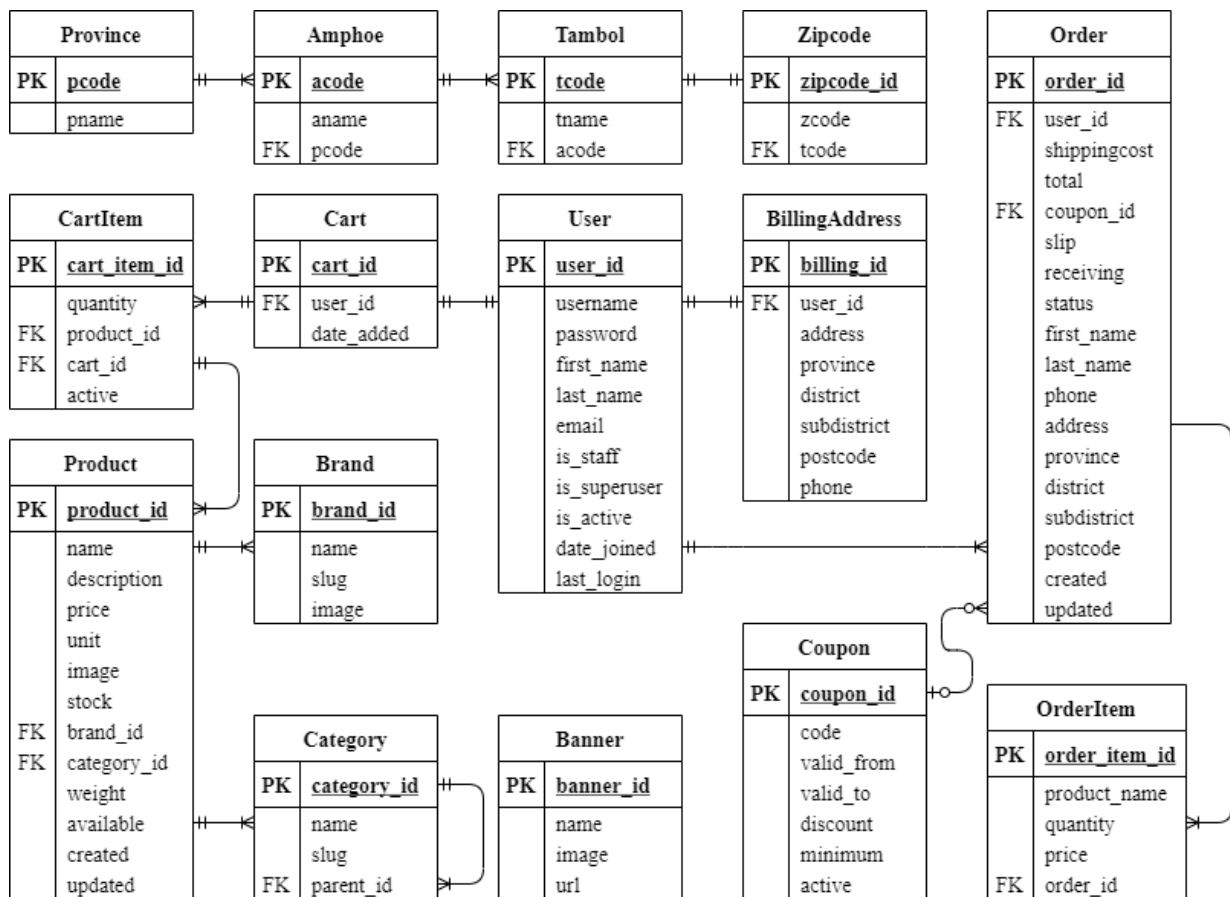 Province
PK pcode
pname
Amphoe
PK acode
aname
FK pcode
Tambol
PK tcode
tname
FK acode
Zipcode
PK zipcode_id
zcode
FK tcode
Order
PK order_id
FK user_id
shippingcost
total
FK coupon_id
slip
receiving
status
first_name
last_name
phone
address
province
district
subdistrict
postcode
created
updated
CartItem
PK cart_item_id
quantity
FK product_id
FK cart_id
active
Cart
PK cart_id
FK user_id
date_added
User
PK user_id
username
password
first_name
last_name
email
is_staff
is_superuser
is_active
date_joined
last_login
BillingAddress
PK billing_id
FK user_id
address
province
district
subdistrict
postcode
phone
Product
PK product_id
name
description
price
unit
image
stock
FK brand_id
FK category_id
weight
available
created
updated
Brand
PK brand_id
name
slug
image
Category
PK category_id
name
slug
FK parent_id
Banner
PK banner_id
name
image
url
Coupon
PK coupon_id
code
valid_from
valid_to
discount
minimum
active
OrderItem
PK order_item_id
product_name
quantity
price
FK order_id